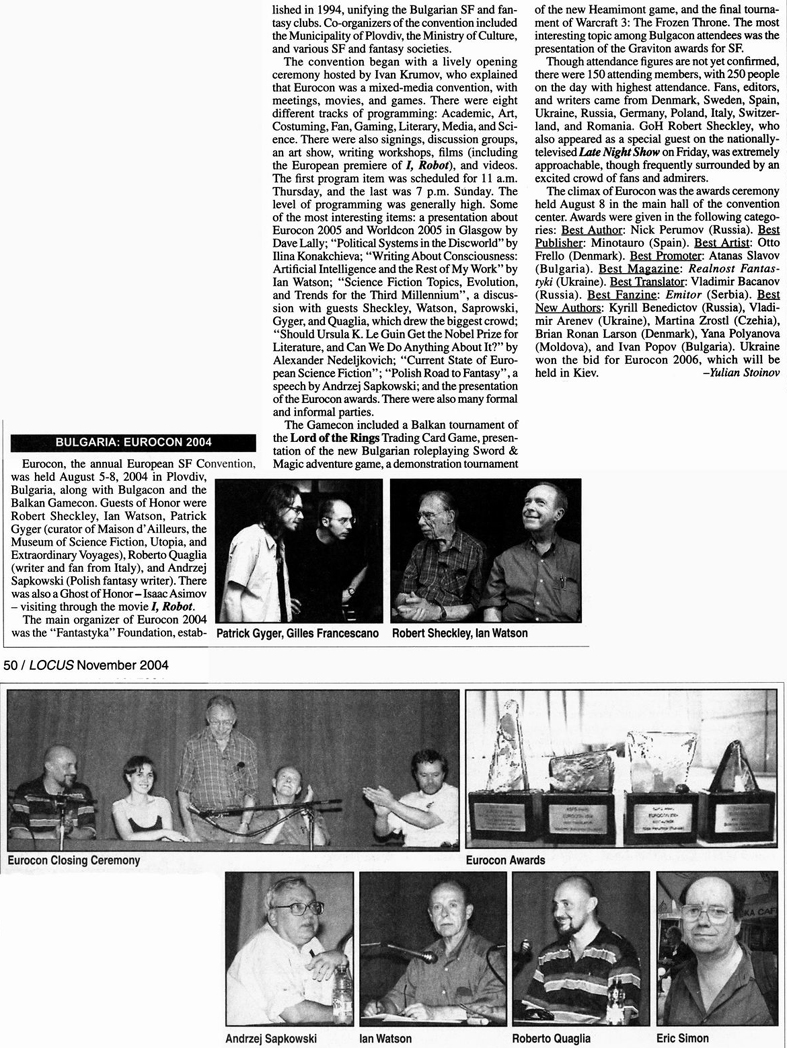 BULGARIA: EUROCON 2004
Eurocon, the annual European SF Convention,
was held August 5-8, 2004 in Plovdiv,
Bulgaria, along with Bulgacon and the
Balkan Gamecon. Guests of Honor were
Robert Sheckley, Ian Watson, Patrick
Gyger (curator of Maison d'Ailleurs, the
Museum of Science Fiction, Utopia, and
Extraordinary Voyages), Roberto Quaglia
(writer and fan from Italy), and Andrzej
Sapkowski (Polish fantasy writer). There
was also a Ghost of Honor – Isaac Asimov
– visiting through the movie I, Robot.
The main organizer of Eurocon 2004
was the "Fantastyka" Foundation, estab-
lished in 1994, unifying the Bulgarian SF and fan-
tasy clubs. Co-organizers of the convention included
the Municipality of Plovdiv, the Ministry of Culture,
and various SF and fantasy societies.
The convention began with a lively opening
ceremony hosted by Ivan Krumov, who explained
that Eurocon was a mixed-media convention, with
meetings, movies, and games. There were eight
different tracks of programming: Academic, Art,
Costuming, Fan, Gaming, Literary, Media, and Sci-
ence. There were also signings, discussion groups,
an art show, writing workshops, films (including
the European premiere of I, Robot), and videos.
The first program item was scheduled for 11 a.m.
Thursday, and the last was 7 p.m. Sunday. The
level of programming was generally high. Some
of the most interesting items: a presentation about
Eurocon 2005 and Worldcon 2005 in Glasgow by
Dave Lally; "Political Systems in the Discworld" by
Ilina Konakchieva; "Writing About Consciousness:
Artificial Intelligence and the Rest of My Work" by
Ian Watson; "Science Fiction Topics, Evolution,
and Trends for the Third Millennium", a discus-
sion with guests Sheckley, Watson, Saprowski,
Gyger, and Quaglia, which drew the biggest crowd;
"Should Ursula K. Le Guin Get the Nobel Prize for
Literature, and Can We Do Anything About It?" by
Alexander Nedeljkovich; "Current State of Euro-
pean Science Fiction"; "Polish Road to Fantasy", a
speech by Andrzej Sapkowski; and the presentation
of the Eurocon awards. There were also many formal
and informal parties.
The Gamecon included a Balkan tournament of
the Lord of the Rings Trading Card Game, presen-
tation of the new Bulgarian roleplaying Sword &
Magic adventure game, a demonstration tournament
of the new Heamimont game, and the final tourna-
ment of Warcraft 3: The Frozen Throne. The most
interesting topic among Bulgacon attendees was the
presentation of the Graviton awards for SF.
Though attendance figures are not yet confirmed,
there were 150 attending members, with 250 people
on the day with highest attendance. Fans, editors,
and writers came from Denmark, Sweden, Spain,
Ukraine, Russia, Germany, Poland, Italy, Switzer-
land, and Romania. GoH Robert Sheckley, who
also appeared as a special guest on the nationally-
televised Late Night Show on Friday, was extremely
approachable, though frequently surrounded by an
excited crowd of fans and admirers.
The climax of Eurocon was the awards ceremony
held August 8 in the main hall of the convention
center. Awards were given in the following catego-
ries: Best Author: Nick Perumov (Russia). Best
Publisher: Minotauro (Spain). Best Artist: Otto
Frello (Denmark). Best Promoter: Atanas Slavov
(Bulgaria). Best Magazine: Realnost Fantas-
tyki (Ukraine). Best Translator: Vladimir Bacanov
(Russia). Best Fanzine: Emitor (Serbia). Best
New Authors: Kyrill Benedictov (Russia), Vladi-
mir Arenev (Ukraine), Martina Zrostl (Czehia),
Brian Ronan Larson (Denmark), Yana Polyanova
(Moldova), and Ivan Popov (Bulgaria). Ukraine
won the bid for Eurocon 2006, which will be
held in Kiev. –Yulian Stoinov
Patrick Gyger, Gilles Francescano
Robert Sheckley, Ian Watson
50 / LOCUS November 2004
Eurocon Closing Ceremony
Eurocon Awards
Andrzej Sapkowski
Ian Watson
Roberto Quaglia
Eric Simon